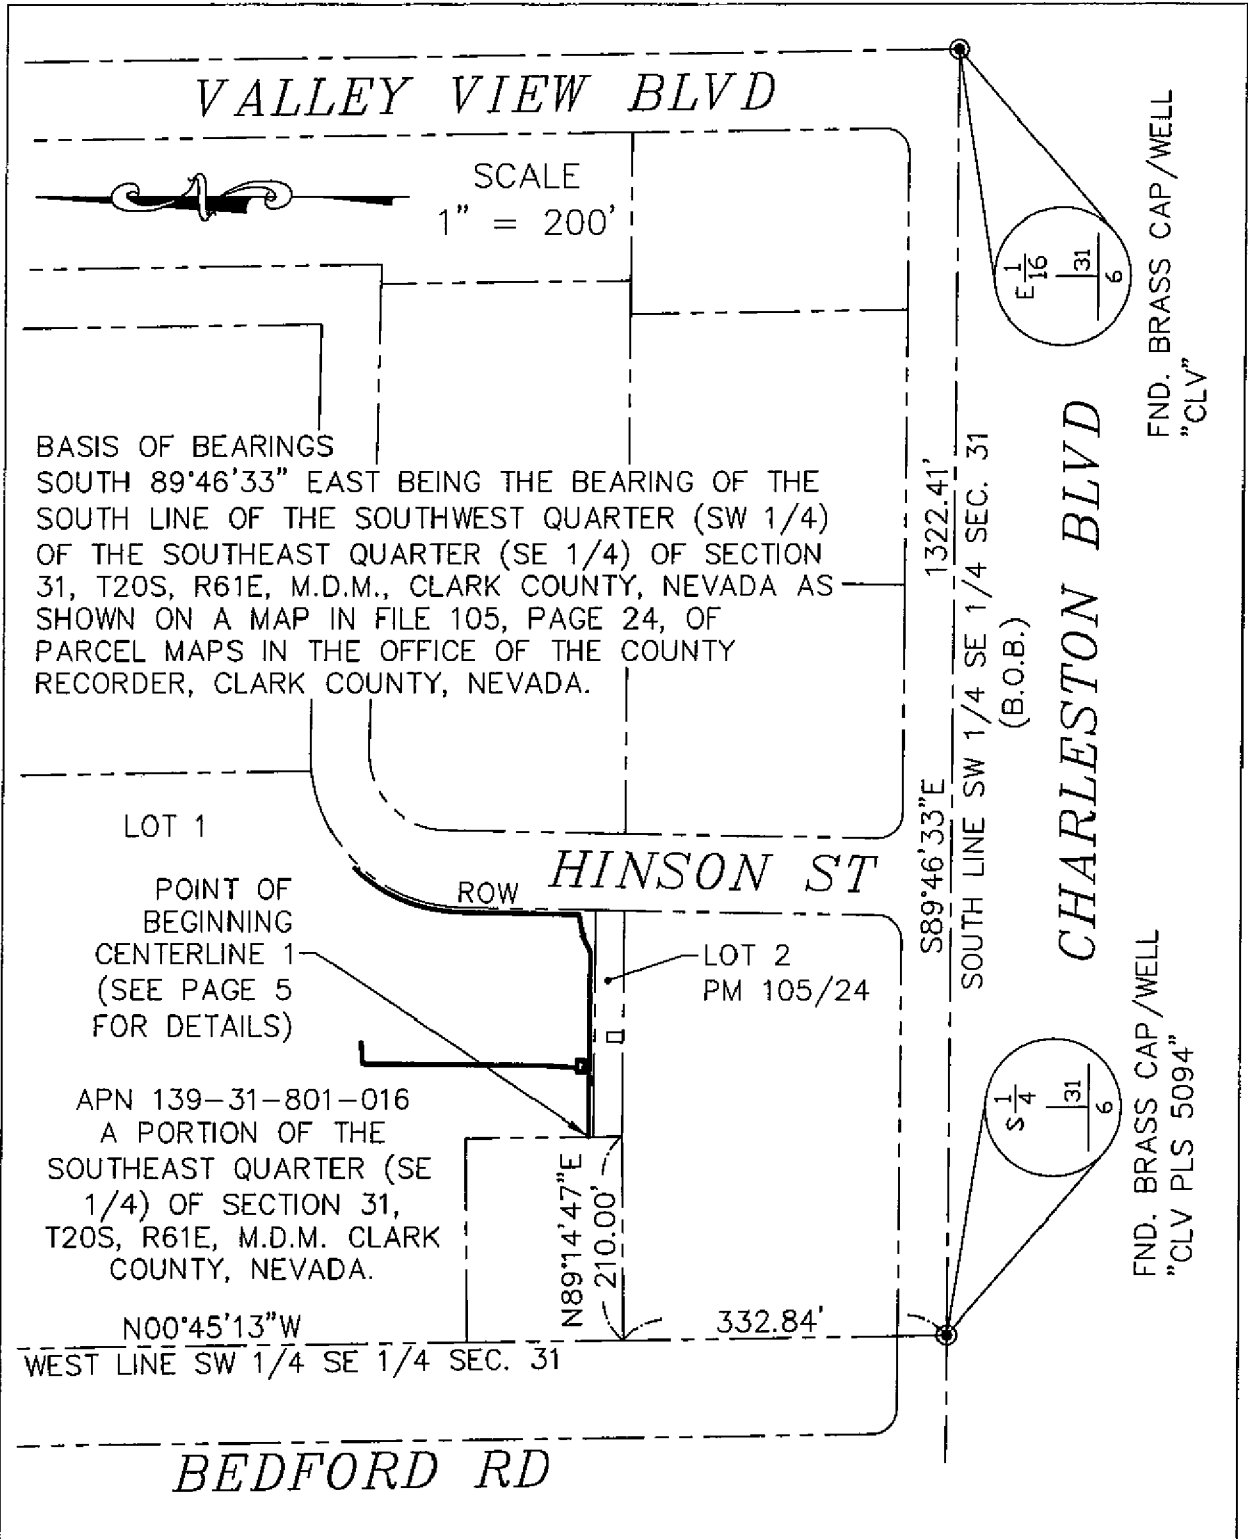 VALLEY VIEW BLVD
SCALE
1" = 200'
BASIS OF BEARINGS
SOUTH 89°46'33" EAST BEING THE BEARING OF THE
SOUTH LINE OF THE SOUTHWEST QUARTER (SW 1/4)
OF THE SOUTHEAST QUARTER (SE 1/4) OF SECTION
31, T20S, R61E, M.D.M., CLARK COUNTY, NEVADA AS
SHOWN ON A MAP IN FILE 105, PAGE 24, OF
PARCEL MAPS IN THE OFFICE OF THE COUNTY
RECORDER, CLARK COUNTY, NEVADA.
E 1/16
31
6
FND. BRASS CAP/WELL
"CLV"
S89°46'33"E 1322.41'
SOUTH LINE SW 1/4 SE 1/4 SEC. 31
(B.O.B.)
CHARLESTON BLVD
LOT 1
HINSON ST
ROW
POINT OF
BEGINNING
CENTERLINE 1
(SEE PAGE 5
FOR DETAILS)
LOT 2
PM 105/24
APN 139-31-801-016
A PORTION OF THE
SOUTHEAST QUARTER (SE
1/4) OF SECTION 31,
T20S, R61E, M.D.M. CLARK
COUNTY, NEVADA.
N89°14'47"E
210.00'
S 1/4
31
6
FND. BRASS CAP/WELL
"CLV PLS 5094"
N00°45'13"W
332.84'
WEST LINE SW 1/4 SE 1/4 SEC. 31
BEDFORD RD